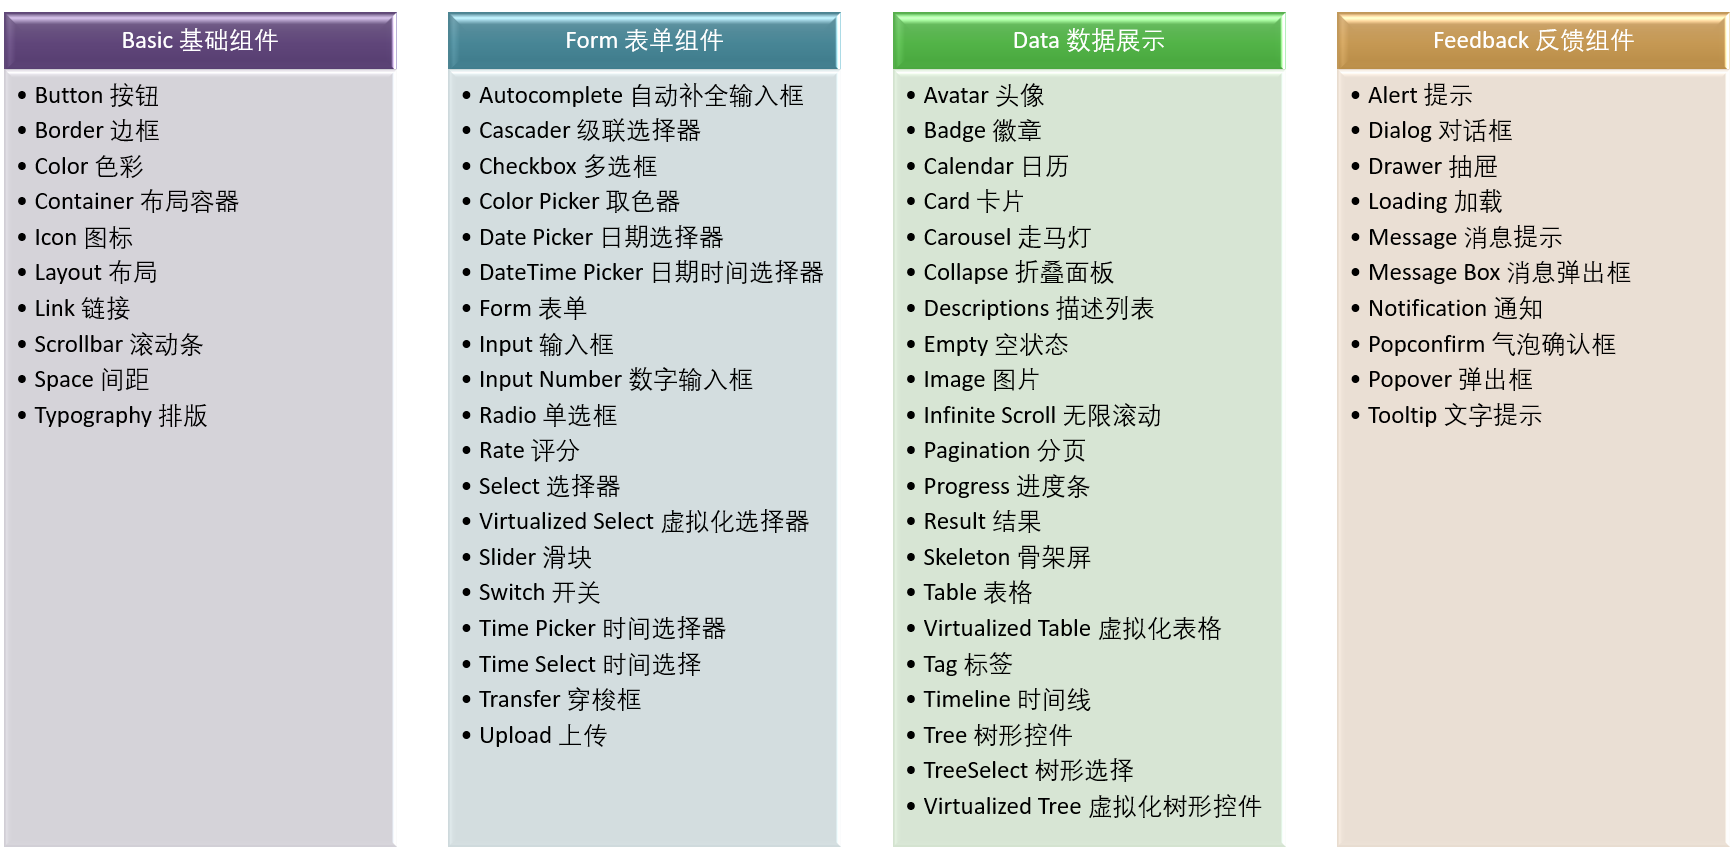 Basic 基础组件
• Button 按钮
• Border 边框
• Color 色彩
• Container 布局容器
• Icon 图标
• Layout 布局
• Link 链接
• Scrollbar 滚动条
• Space 间距
• Typography 排版
Form 表单组件
• Autocomplete 自动补全输入框
• Cascader 级联选择器
• Checkbox 多选框
• Color Picker 取色器
• Date Picker 日期选择器
• DateTime Picker 日期时间选择器
• Form 表单
• Input 输入框
• Input Number 数字输入框
• Radio 单选框
• Rate 评分
• Select 选择器
• Virtualized Select 虚拟化选择器
• Slider 滑块
• Switch 开关
• Time Picker 时间选择器
• Time Select 时间选择
• Transfer 穿梭框
• Upload 上传
Data 数据展示
• Avatar 头像
• Badge 徽章
• Calendar 日历
• Card 卡片
• Carousel 走马灯
• Collapse 折叠面板
• Descriptions 描述列表
• Empty 空状态
• Image 图片
• Infinite Scroll 无限滚动
• Pagination 分页
• Progress 进度条
• Result 结果
• Skeleton 骨架屏
• Table 表格
• Virtualized Table 虚拟化表格
• Tag 标签
• Timeline 时间线
• Tree 树形控件
• TreeSelect 树形选择
• Virtualized Tree 虚拟化树形控件
Feedback 反馈组件
• Alert 提示
• Dialog 对话框
• Drawer 抽屉
• Loading 加载
• Message 消息提示
• Message Box 消息弹出框
• Notification 通知
• Popconfirm 气泡确认框
• Popover 弹出框
• Tooltip 文字提示